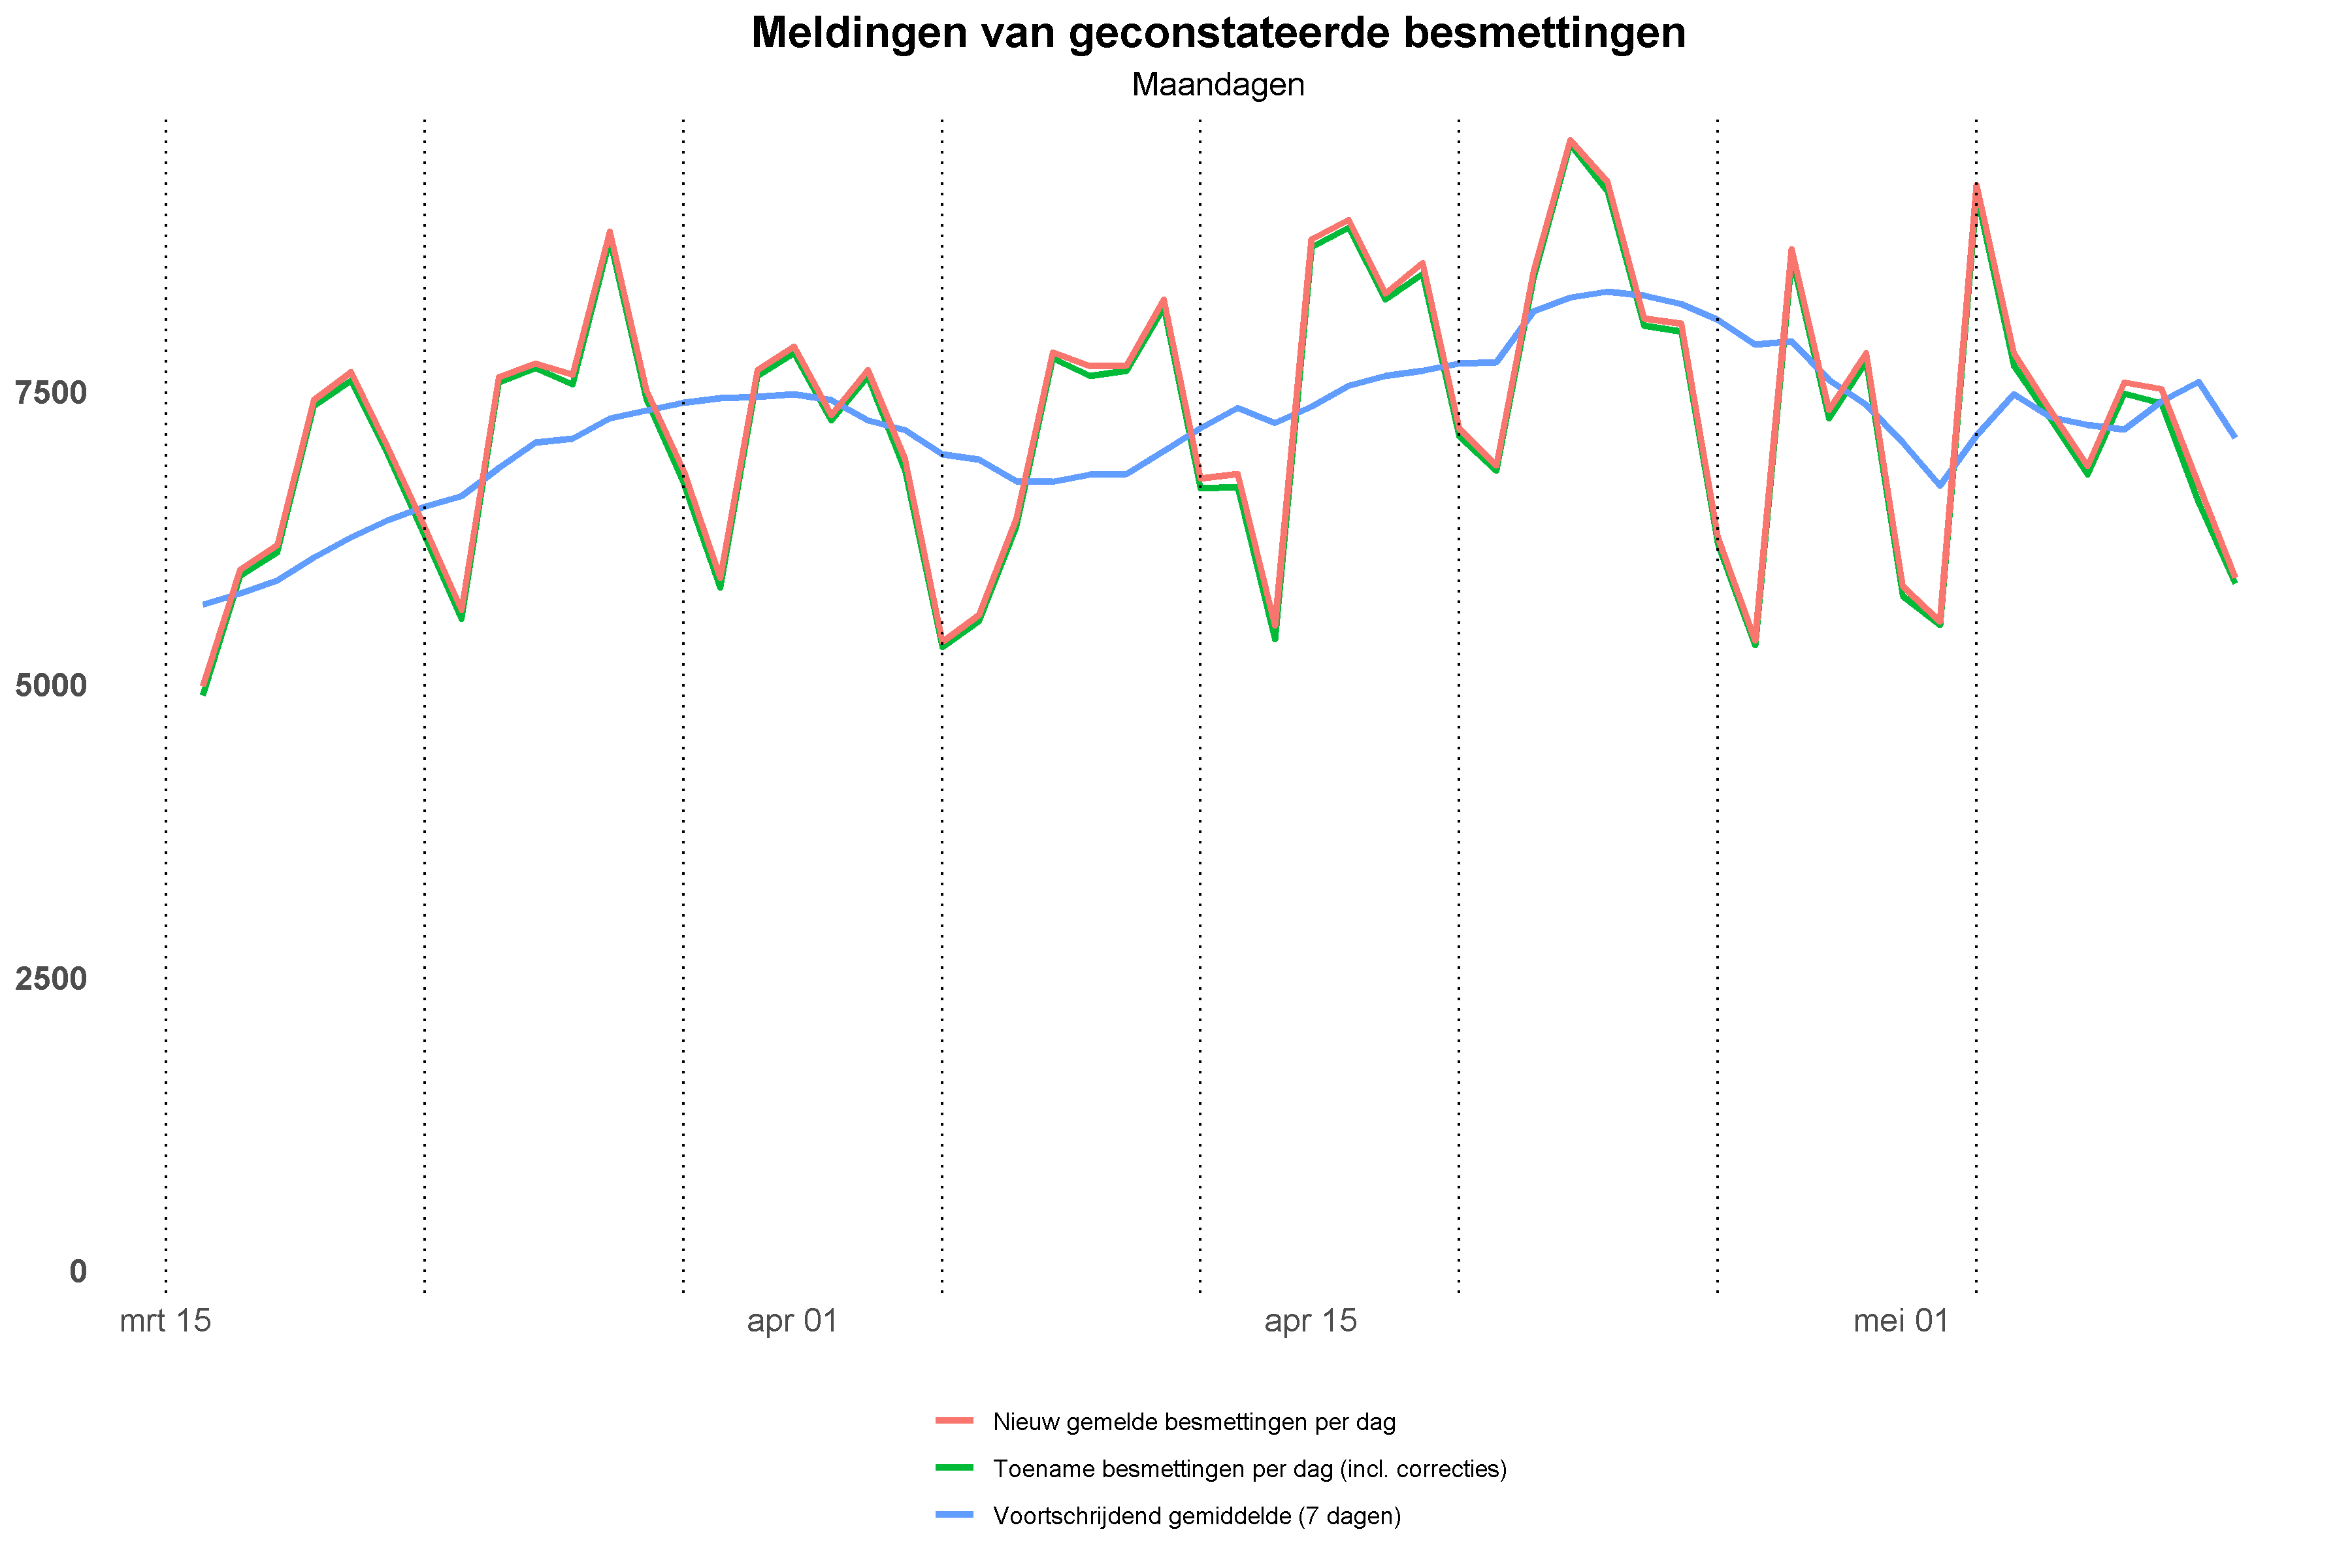 Meldingen van geconstateerde besmettingen
Maandagen
7500
5000
2500
0
mrt 15 apr 01 apr 15 mei 01
Nieuw gemelde besmettingen per dag
Toename besmettingen per dag (incl. correcties)
Voortschrijdend gemiddelde (7 dagen)